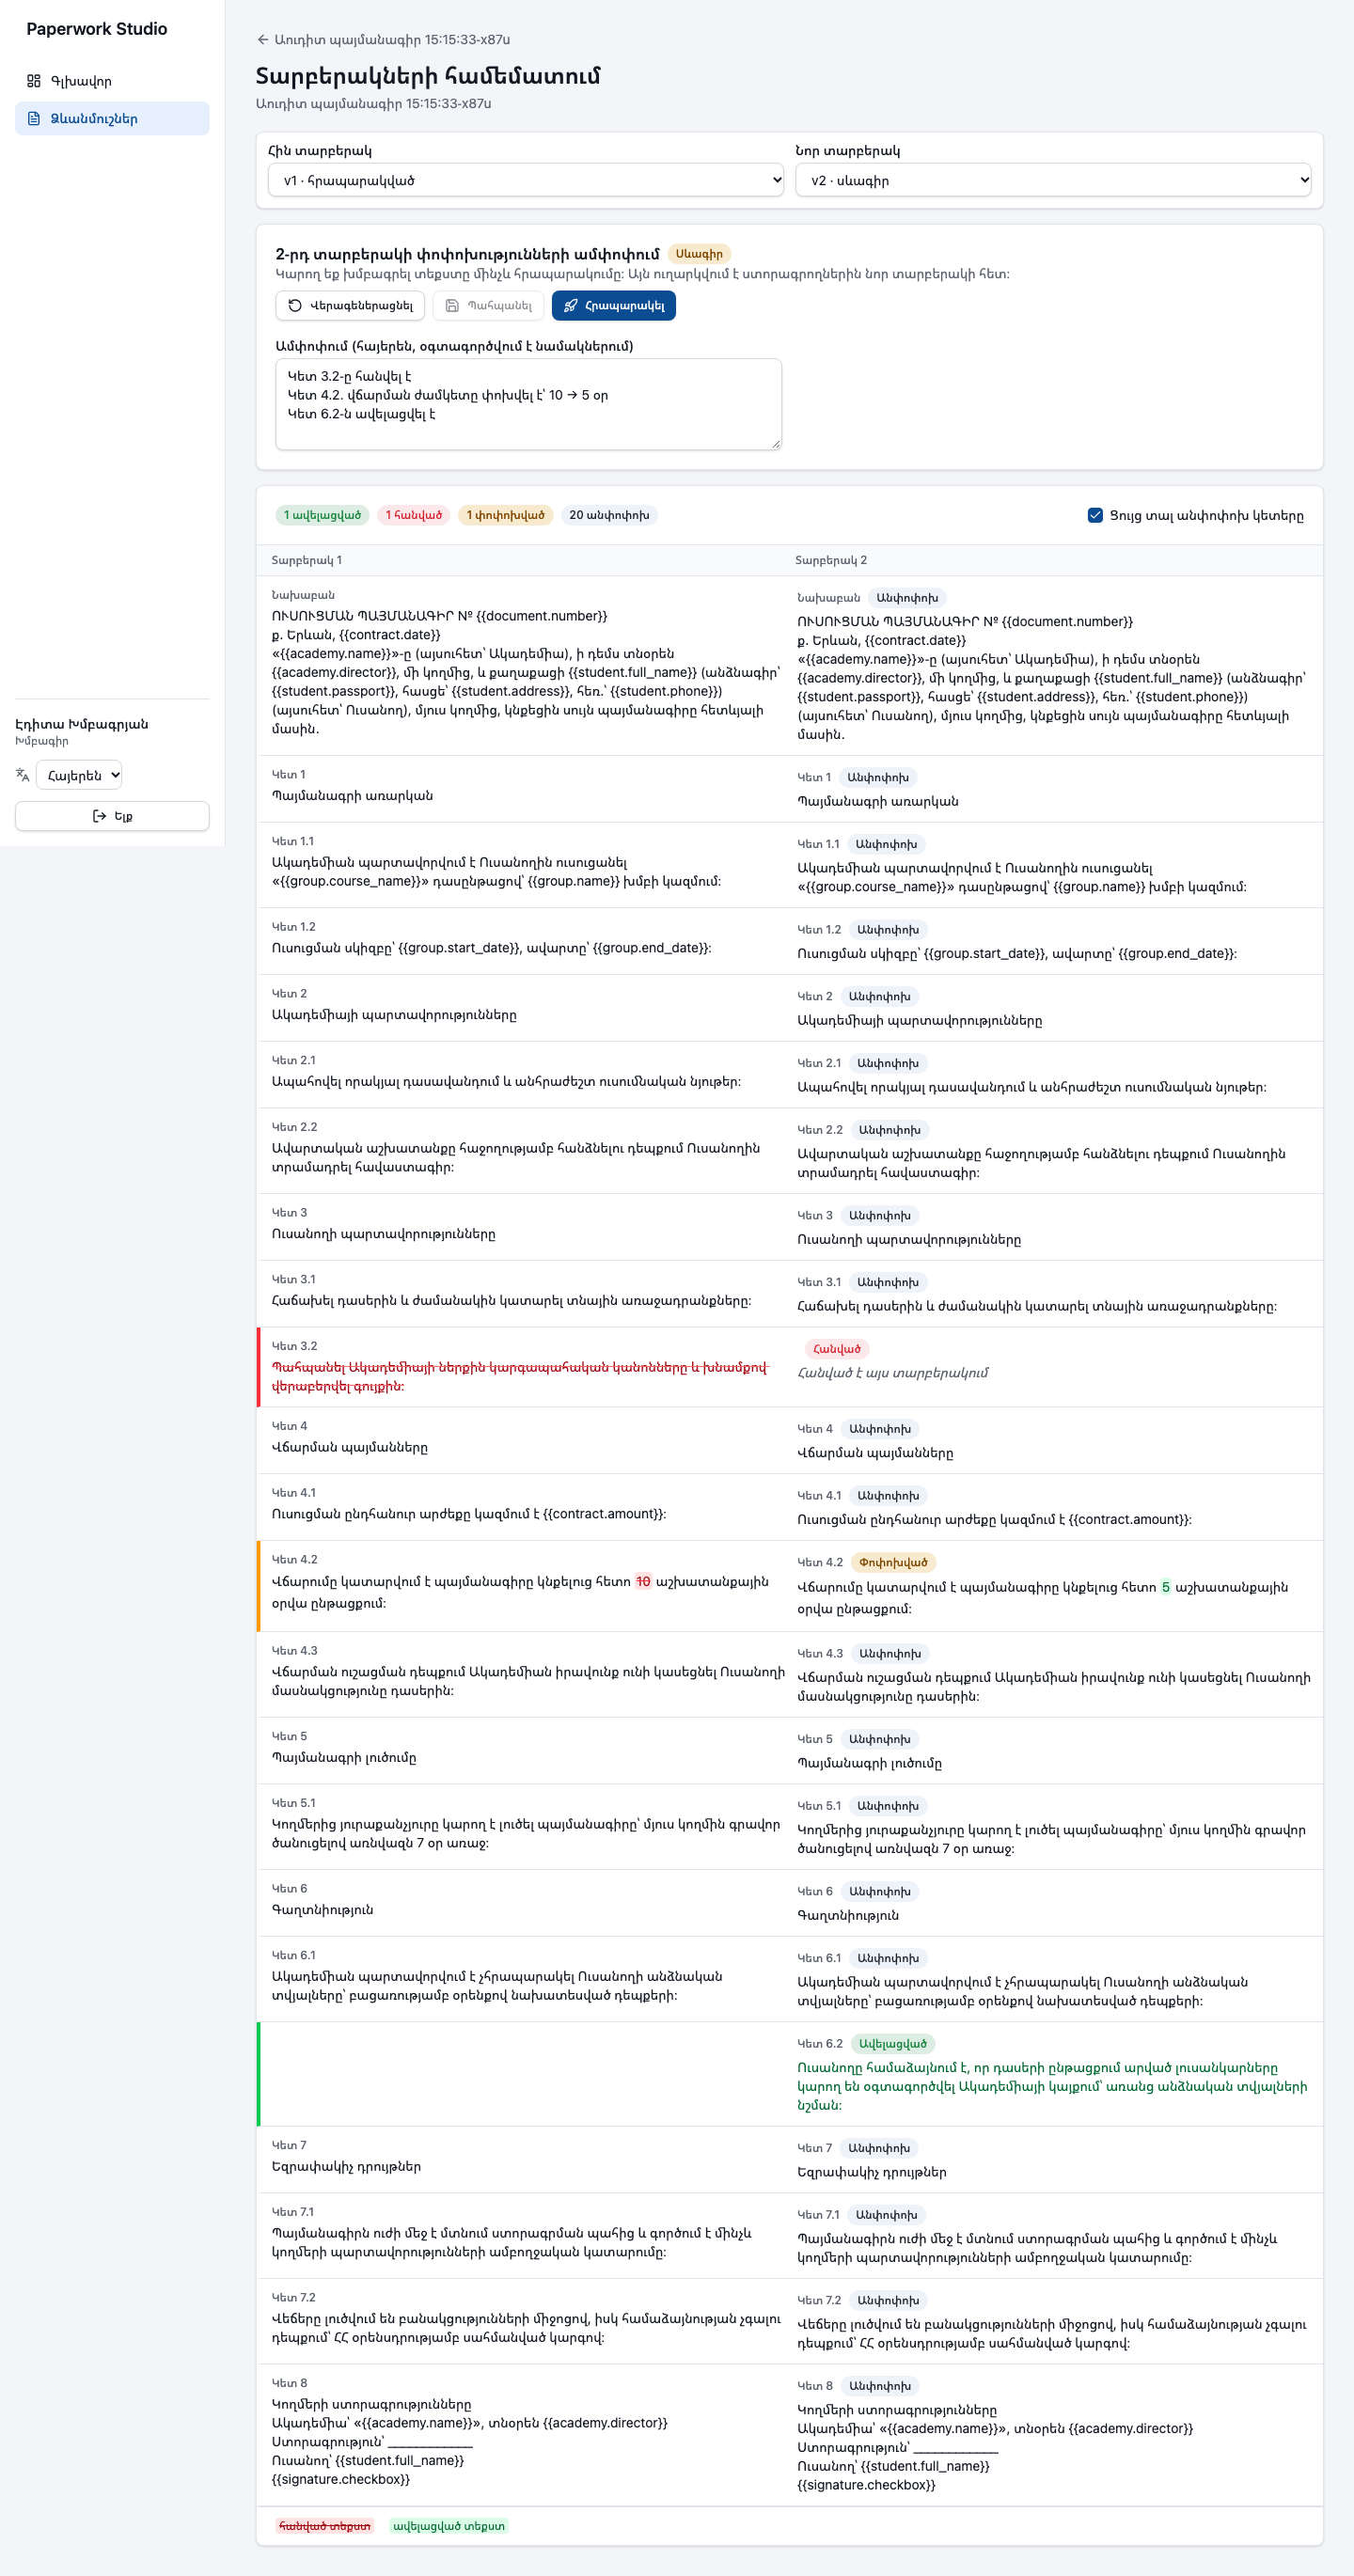 Paperwork Studio
Գլխավոր
Ձևանմուշներ
Աուդիտ պայմանագիր 15:15:33-x87u
Տարբերակների համեմատում
Աուդիտ պայմանագիր 15:15:33-x87u
Հին տարբերակ
Նոր տարբերակ
v1 · հրապարակված
v2 · սևագիր
2-րդ տարբերակի փոփոխությունների ամփոփում
Սևագիր
Կարող եք խմբագրել տեքստը մինչև հրապարակումը։ Այն ուղարկվում է ստորագրողներին նոր տարբերակի հետ։
Վերագեներացնել
Պահպանել
Հրապարակել
Ամփոփում (հայերեն, օգտագործվում է նամակներում)
Կետ 3.2-ը հանվել է
Կետ 4.2. վճարման ժամկետը փոխվել է՝ 10 → 5 օր
Կետ 6.2-ն ավելացվել է
1 ավելացված
1 հանված
1 փոփոխված
20 անփոփոխ
Ցույց տալ անփոփոխ կետերը
Տարբերակ 1
Տարբերակ 2
Նախաբան
ՈՒՍՈՒՑՄԱՆ ՊԱՅՄԱՆԱԳԻՐ № {{document.number}}
ք. Երևան, {{contract.date}}
«{{academy.name}}»-ը (այսուհետ՝ Ակադեմիա), ի դեմս տնօրեն
{{academy.director}}, մի կողմից, և քաղաքացի {{student.full_name}} (անձնագիր՝
{{student.passport}}, հասցե՝ {{student.address}}, հեռ.՝ {{student.phone}})
(այսուհետ՝ Ուսանող), մյուս կողմից, կնքեցին սույն պայմանագիրը հետևյալի
մասին.
Նախաբան Անփոփոխ
ՈՒՍՈՒՑՄԱՆ ՊԱՅՄԱՆԱԳԻՐ № {{document.number}}
ք. Երևան, {{contract.date}}
«{{academy.name}}»-ը (այսուհետ՝ Ակադեմիա), ի դեմս տնօրեն
{{academy.director}}, մի կողմից, և քաղաքացի {{student.full_name}} (անձնագիր՝
{{student.passport}}, հասցե՝ {{student.address}}, հեռ.՝ {{student.phone}})
(այսուհետ՝ Ուսանող), մյուս կողմից, կնքեցին սույն պայմանագիրը հետևյալի
մասին.
Կետ 1
Պայմանագրի առարկան
Կետ 1 Անփոփոխ
Պայմանագրի առարկան
Կետ 1.1
Ակադեմիան պարտավորվում է Ուսանողին ուսուցանել
«{{group.course_name}}» դասընթացով՝ {{group.name}} խմբի կազմում։
Կետ 1.1 Անփոփոխ
Ակադեմիան պարտավորվում է Ուսանողին ուսուցանել
«{{group.course_name}}» դասընթացով՝ {{group.name}} խմբի կազմում։
Կետ 1.2
Ուսուցման սկիզբը՝ {{group.start_date}}, ավարտը՝ {{group.end_date}}։
Կետ 1.2 Անփոփոխ
Ուսուցման սկիզբը՝ {{group.start_date}}, ավարտը՝ {{group.end_date}}։
Կետ 2
Ակադեմիայի պարտավորությունները
Կետ 2 Անփոփոխ
Ակադեմիայի պարտավորությունները
Կետ 2.1
Ապահովել որակյալ դասավանդում և անհրաժեշտ ուսումնական նյութեր։
Կետ 2.1 Անփոփոխ
Ապահովել որակյալ դասավանդում և անհրաժեշտ ուսումնական նյութեր։
Կետ 2.2
Ավարտական աշխատանքը հաջողությամբ հանձնելու դեպքում Ուսանողին
տրամադրել հավաստագիր։
Կետ 2.2 Անփոփոխ
Ավարտական աշխատանքը հաջողությամբ հանձնելու դեպքում Ուսանողին
տրամադրել հավաստագիր։
Կետ 3
Ուսանողի պարտավորությունները
Կետ 3 Անփոփոխ
Ուսանողի պարտավորությունները
Կետ 3.1
Հաճախել դասերին և ժամանակին կատարել տնային առաջադրանքները։
Կետ 3.1 Անփոփոխ
Հաճախել դասերին և ժամանակին կատարել տնային առաջադրանքները։
Կետ 3.2
Պահպանել Ակադեմիայի ներքին կարգապահական կանոնները և խնամքով
վերաբերվել գույքին։
Հանված
Հանված է այս տարբերակում
Կետ 4
Վճարման պայմանները
Կետ 4 Անփոփոխ
Վճարման պայմանները
Կետ 4.1
Ուսուցման ընդհանուր արժեքը կազմում է {{contract.amount}}։
Կետ 4.1 Անփոփոխ
Ուսուցման ընդհանուր արժեքը կազմում է {{contract.amount}}։
Կետ 4.2
Վճարումը կատարվում է պայմանագիրը կնքելուց հետո 10 աշխատանքային
օրվա ընթացքում։
Կետ 4.2 Փոփոխված
Վճարումը կատարվում է պայմանագիրը կնքելուց հետո 5 աշխատանքային
օրվա ընթացքում։
Կետ 4.3
Վճարման ուշացման դեպքում Ակադեմիան իրավունք ունի կասեցնել Ուսանողի
մասնակցությունը դասերին։
Կետ 4.3 Անփոփոխ
Վճարման ուշացման դեպքում Ակադեմիան իրավունք ունի կասեցնել Ուսանողի
մասնակցությունը դասերին։
Կետ 5
Պայմանագրի լուծումը
Կետ 5 Անփոփոխ
Պայմանագրի լուծումը
Կետ 5.1
Կողմերից յուրաքանչյուրը կարող է լուծել պայմանագիրը՝ մյուս կողմին գրավոր
ծանուցելով առնվազն 7 օր առաջ։
Կետ 5.1 Անփոփոխ
Կողմերից յուրաքանչյուրը կարող է լուծել պայմանագիրը՝ մյուս կողմին գրավոր
ծանուցելով առնվազն 7 օր առաջ։
Կետ 6
Գաղտնիություն
Կետ 6 Անփոփոխ
Գաղտնիություն
Կետ 6.1
Ակադեմիան պարտավորվում է չհրապարակել Ուսանողի անձնական
տվյալները՝ բացառությամբ օրենքով նախատեսված դեպքերի։
Կետ 6.1 Անփոփոխ
Ակադեմիան պարտավորվում է չհրապարակել Ուսանողի անձնական
տվյալները՝ բացառությամբ օրենքով նախատեսված դեպքերի։
Կետ 6.2 Ավելացված
Ուսանողը համաձայնում է, որ դասերի ընթացքում արված լուսանկարները
կարող են օգտագործվել Ակադեմիայի կայքում՝ առանց անձնական տվյալների
նշման։
Կետ 7
Եզրափակիչ դրույթներ
Կետ 7 Անփոփոխ
Եզրափակիչ դրույթներ
Կետ 7.1
Պայմանագիրն ուժի մեջ է մտնում ստորագրման պահից և գործում է մինչև
կողմերի պարտավորությունների ամբողջական կատարումը։
Կետ 7.1 Անփոփոխ
Պայմանագիրն ուժի մեջ է մտնում ստորագրման պահից և գործում է մինչև
կողմերի պարտավորությունների ամբողջական կատարումը։
Կետ 7.2
Վեճերը լուծվում են բանակցությունների միջոցով, իսկ համաձայնության չգալու
դեպքում՝ ՀՀ օրենսդրությամբ սահմանված կարգով։
Կետ 7.2 Անփոփոխ
Վեճերը լուծվում են բանակցությունների միջոցով, իսկ համաձայնության չգալու
դեպքում՝ ՀՀ օրենսդրությամբ սահմանված կարգով։
Կետ 8
Կողմերի ստորագրությունները
Ակադեմիա՝ «{{academy.name}}», տնօրեն {{academy.director}}
Ստորագրություն՝ ____________
Ուսանող՝ {{student.full_name}}
{{signature.checkbox}}
Կետ 8 Անփոփոխ
Կողմերի ստորագրությունները
Ակադեմիա՝ «{{academy.name}}», տնօրեն {{academy.director}}
Ստորագրություն՝ ____________
Ուսանող՝ {{student.full_name}}
{{signature.checkbox}}
հանված տեքստ
ավելացված տեքստ
Էդիտա Խմբագրյան
Խմբագիր
Հայերեն
Ելք